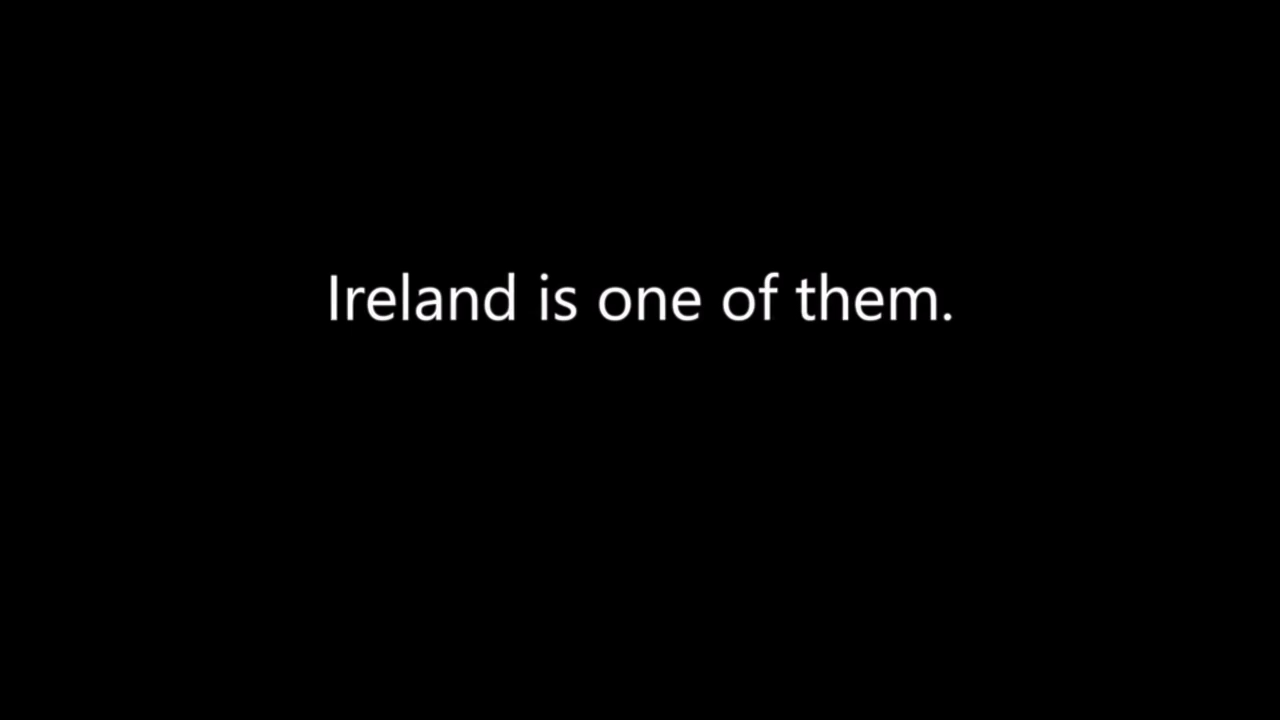 Ireland is one of them.